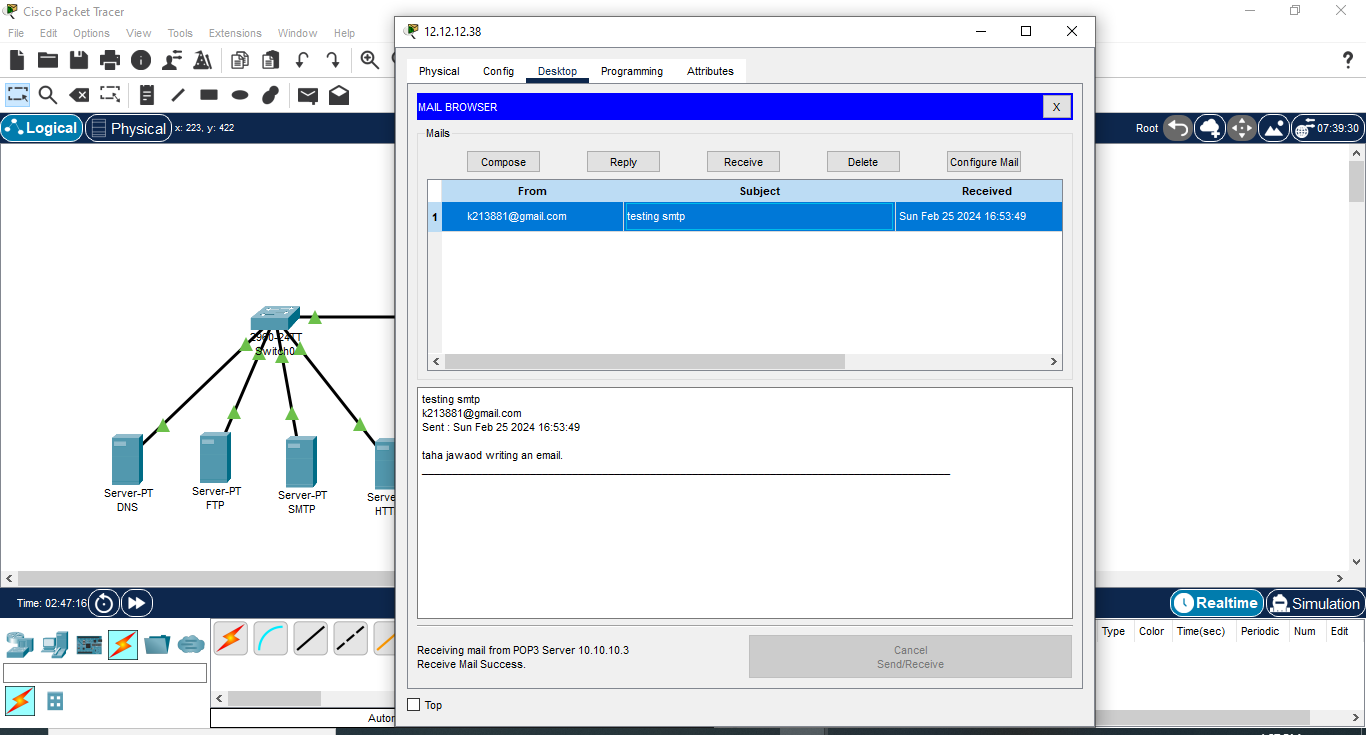 Cisco Packet Tracer
File Edit Options View Tools Extensions Window Help
Logical Physical x: 223, y: 422
Root 07:39:30
2960-24TT
Switch0
Server-PT
DNS
Server-PT
FTP
Server-PT
SMTP
Serve
HTT
12.12.12.38
Physical Config Desktop Programming Attributes
MAIL BROWSER X
Mails
Compose Reply Receive Delete Configure Mail
From Subject Received
1 k213881@gmail.com testing smtp Sun Feb 25 2024 16:53:49
testing smtp
k213881@gmail.com
Sent : Sun Feb 25 2024 16:53:49
taha jawaod writing an email.
Receiving mail from POP3 Server 10.10.10.3
Receive Mail Success.
Cancel
Send/Receive
Top
Time: 02:47:16
Realtime Simulation
Type Color Time(sec) Periodic Num Edit
Autor